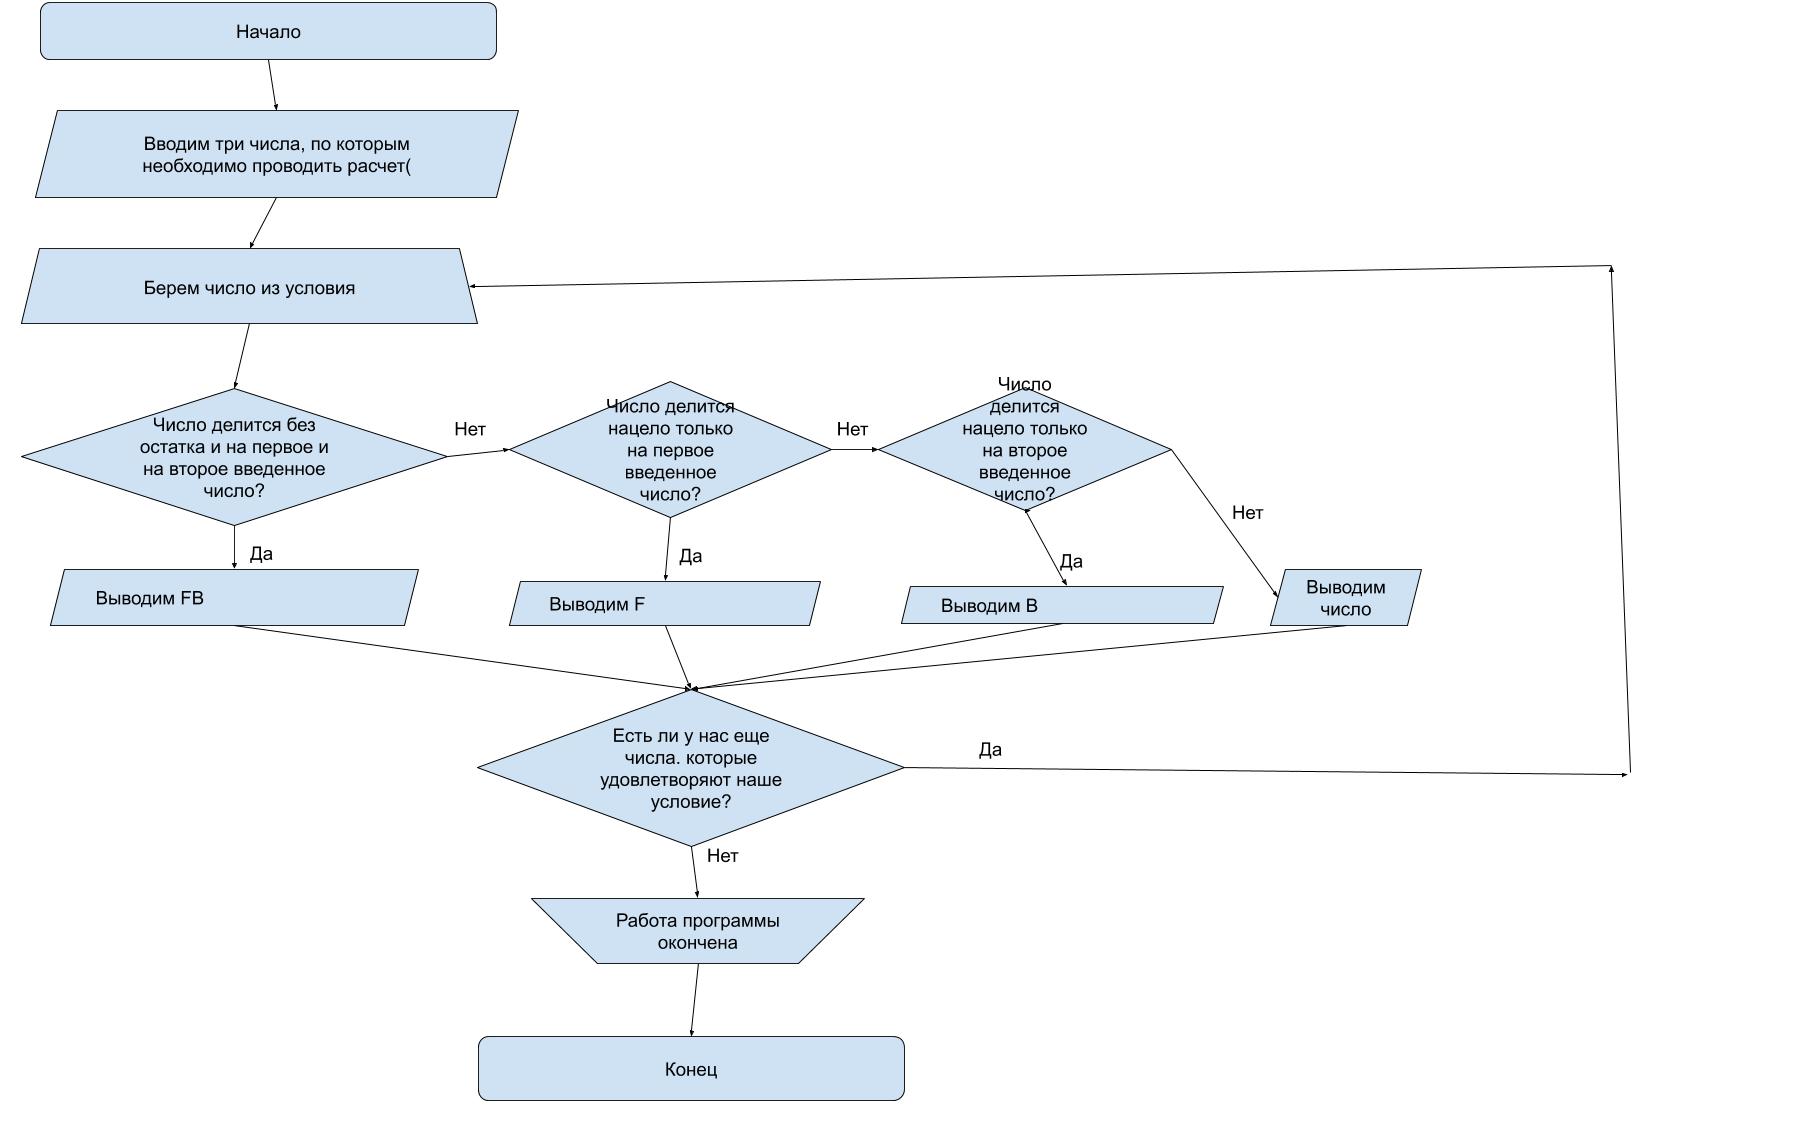 Начало
Вводим три числа, по которым
необходимо проводить расчет(
Берем число из условия
Число делится без
остатка и на первое и
на второе введенное
число?
Нет
Число делится
нацело только
на первое
введенное
число?
Нет
Число
делится
нацело только
на второе
введенное
число?
Нет
Да
Да
Да
Выводим FB
Выводим F
Выводим B
Выводим
число
Есть ли у нас еще
числа. которые
удовлетворяют наше
условие?
Да
Нет
Работа программы
окончена
Конец